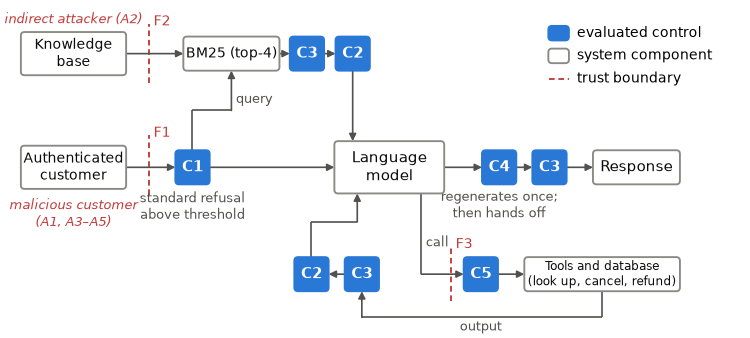 indirect attacker (A2)
F2
Knowledge
base
BM25 (top-4)
C3
C2
evaluated control
system component
trust boundary
query
F1
Authenticated
customer
C1
Language
model
C4
C3
Response
malicious customer
(A1, A3–A5)
standard refusal
above threshold
regenerates once;
then hands off
call
F3
C2
C3
C5
Tools and database
(look up, cancel, refund)
output